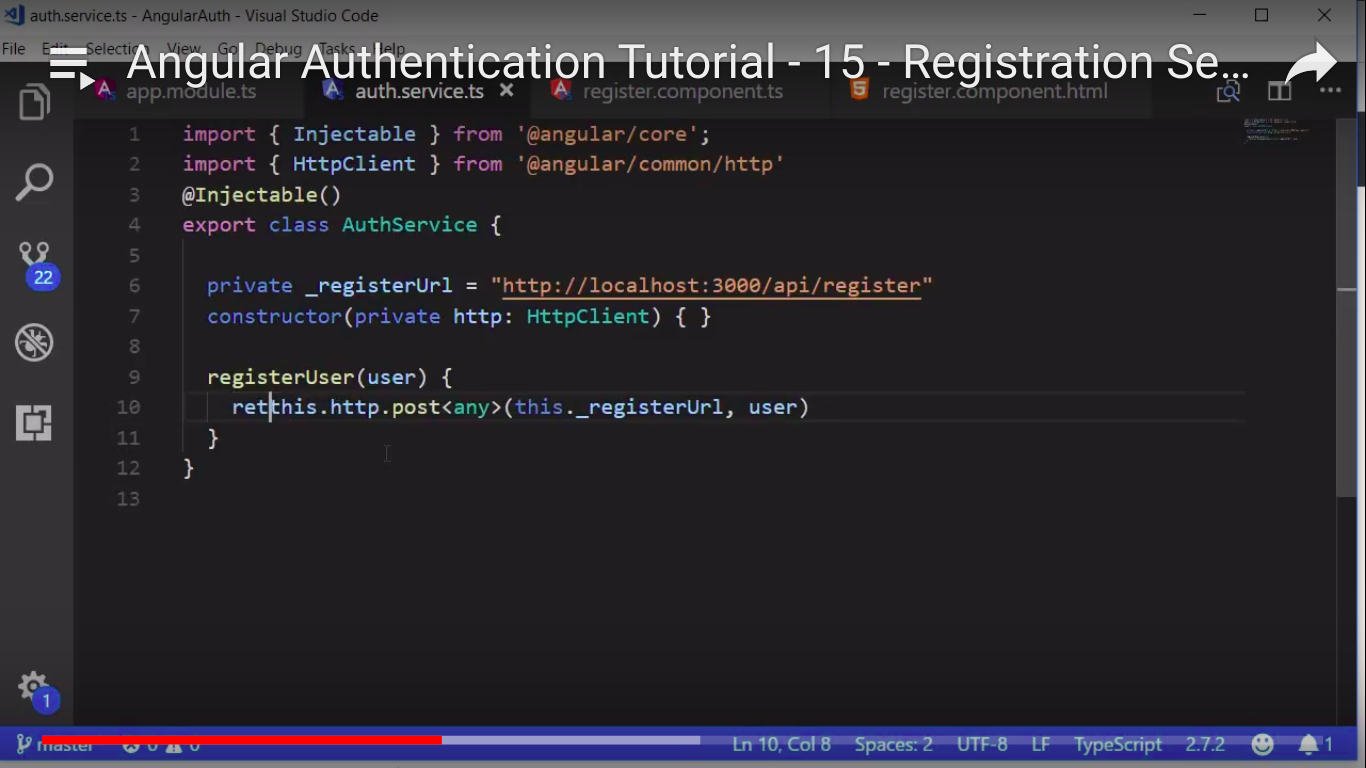 auth.service.ts - AngularAuth - Visual Studio Code
File Edit Selection View Go Debug Tasks Help
Angular Authentication Tutorial - 15 - Registration Se...
app.module.ts auth.service.ts register.component.ts register.component.html
1 import { Injectable } from '@angular/core';
2 import { HttpClient } from '@angular/common/http'
3 @Injectable()
4 export class AuthService {
5
6 private _registerUrl = "http://localhost:3000/api/register"
7 constructor(private http: HttpClient) { }
8
9 registerUser(user) {
10 retthis.http.post<any>(this._registerUrl, user)
11 }
12 }
13
22
1
master 0 0 Ln 10, Col 8 Spaces: 2 UTF-8 LF TypeScript 2.7.2 1